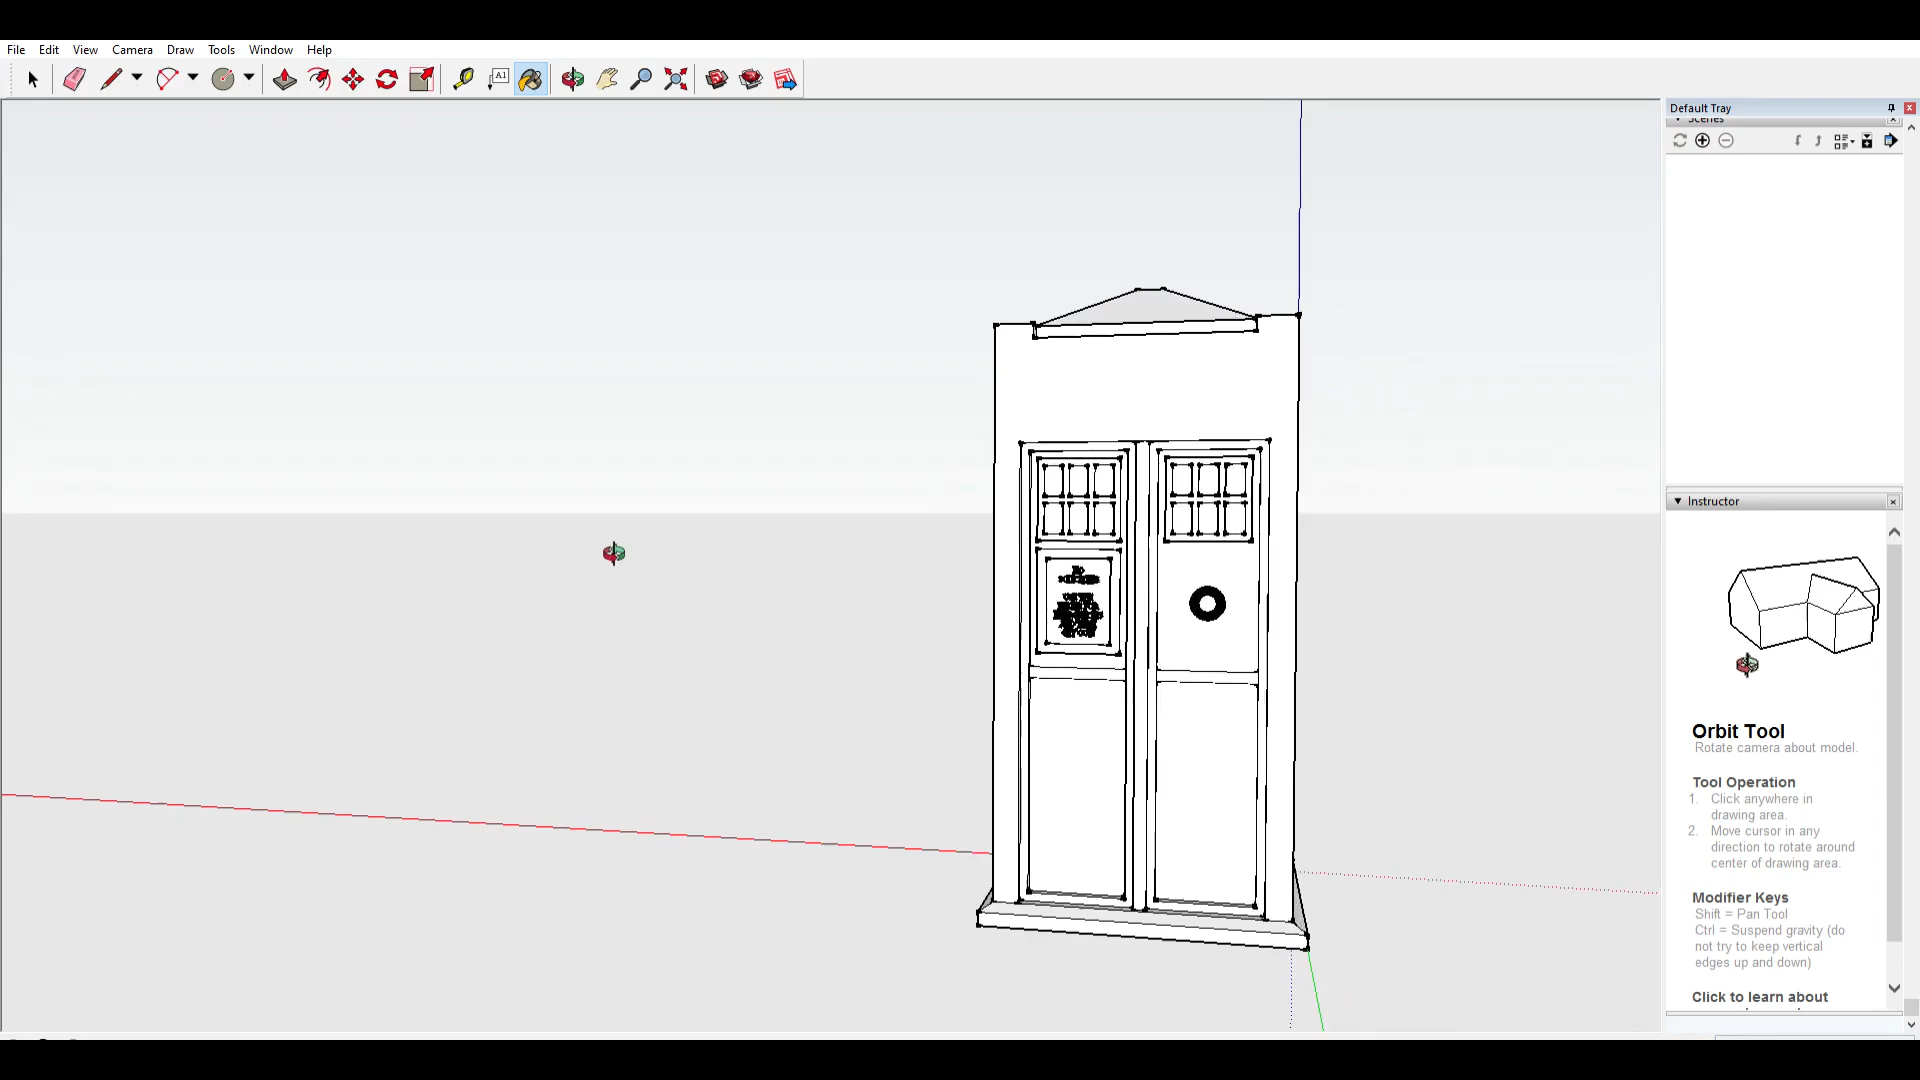 File Edit View Camera Draw Tools Window Help
A1
Default Tray
Scenes
Instructor
Orbit Tool
Rotate camera about model.
Tool Operation
1. Click anywhere in
drawing area.
2. Move cursor in any
direction to rotate around
center of drawing area.
Modifier Keys
Shift = Pan Tool
Ctrl = Suspend gravity (do
not try to keep vertical
edges up and down)
Click to learn about